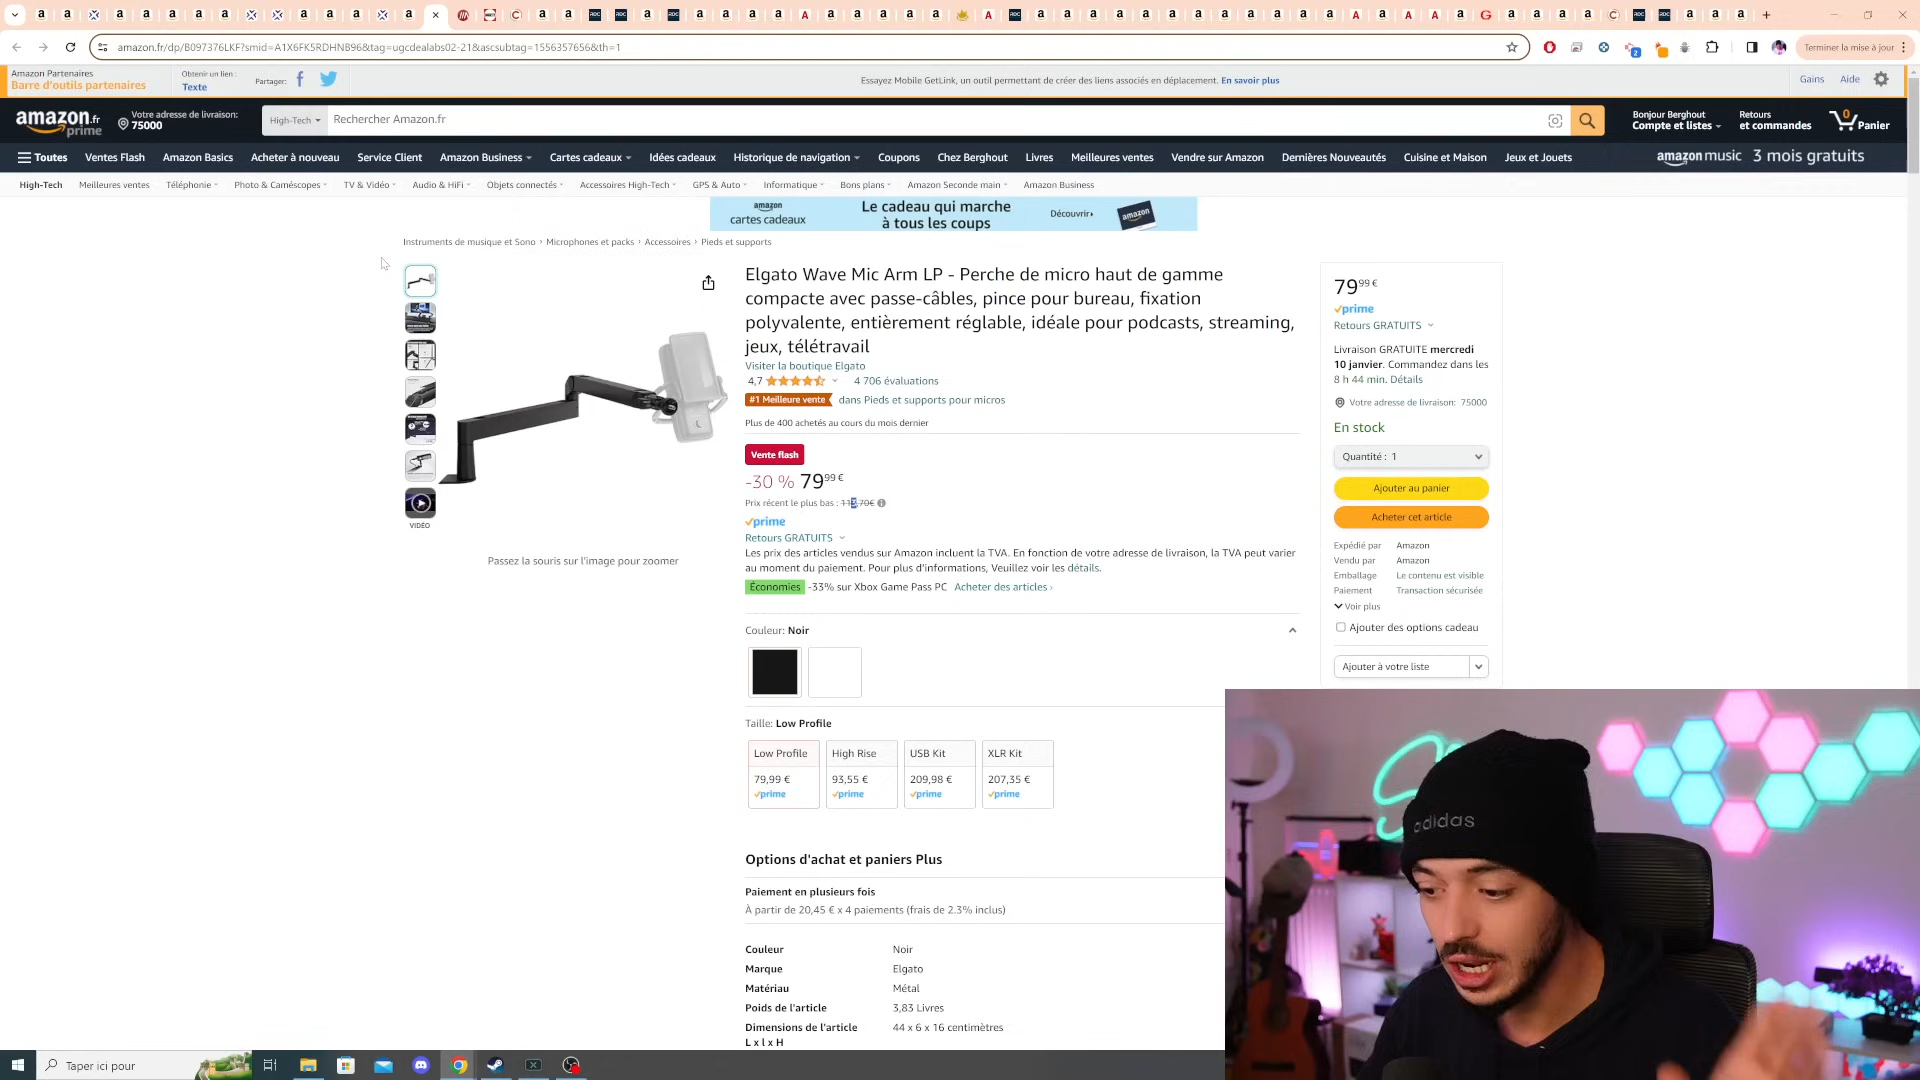 amazon.fr/dp/B097376LKF?smid=A1X6FK5RDHNB96&tag=ugcdealabs02-21&ascsubtag=1556357656&th=1
Terminer la mise à jour
Amazon Partenaires
Barre d'outils partenaires
Obtenir un lien :
Texte
Partager:
Essayez Mobile GetLink, un outil permettant de créer des liens associés en déplacement. En savoir plus
Gains
Aide
amazon.fr
prime
Votre adresse de livraison:
75000
High-Tech
Rechercher Amazon.fr
Bonjour Berghout
Compte et listes
Retours
et commandes
0
Panier
Toutes
Ventes Flash
Amazon Basics
Acheter à nouveau
Service Client
Amazon Business
Cartes cadeaux
Idées cadeaux
Historique de navigation
Coupons
Chez Berghout
Livres
Meilleures ventes
Vendre sur Amazon
Dernières Nouveautés
Cuisine et Maison
Jeux et Jouets
amazon music 3 mois gratuits
High-Tech
Meilleures ventes
Téléphonie
Photo & Caméscopes
TV & Vidéo
Audio & HiFi
Objets connectés
Accessoires High-Tech
GPS & Auto
Informatique
Bons plans
Amazon Seconde main
Amazon Business
amazon
cartes cadeaux
Le cadeau qui marche
à tous les coups
Découvrir
amazon
Instruments de musique et Sono › Microphones et packs › Accessoires › Pieds et supports
Elgato Wave Mic Arm LP - Perche de micro haut de gamme
compacte avec passe-câbles, pince pour bureau, fixation
polyvalente, entièrement réglable, idéale pour podcasts, streaming,
jeux, télétravail
Visiter la boutique Elgato
4,7
4 706 évaluations
#1 Meilleure vente
dans Pieds et supports pour micros
Plus de 400 achetés au cours du mois dernier
Vente flash
-30 % 79,99 €
Prix récent le plus bas :
prime
Retours GRATUITS
Les prix des articles vendus sur Amazon incluent la TVA. En fonction de votre adresse de livraison, la TVA peut varier
au moment du paiement. Pour plus d'informations, Veuillez voir les détails.
Économies -33% sur Xbox Game Pass PC Acheter des articles ›
VIDÉO
Passez la souris sur l'image pour zoomer
Couleur: Noir
Taille: Low Profile
Low Profile
79,99 €
prime
High Rise
93,55 €
prime
USB Kit
209,98 €
prime
XLR Kit
207,35 €
prime
Options d'achat et paniers Plus
Paiement en plusieurs fois
À partir de 20,45 € x 4 paiements (frais de 2.3% inclus)
Couleur Noir
Marque Elgato
Matériau Métal
Poids de l'article 3,83 Livres
Dimensions de l'article 44 x 6 x 16 centimètres
L x l x H
79,99 €
prime
Retours GRATUITS
Livraison GRATUITE mercredi
10 janvier. Commandez dans les
8 h 44 min. Détails
Votre adresse de livraison: 75000
En stock
Quantité : 1
Ajouter au panier
Acheter cet article
Expédié par Amazon
Vendu par Amazon
Emballage Le contenu est visible
Paiement Transaction sécurisée
Voir plus
Ajouter des options cadeau
Ajouter à votre liste
adidas
Taper ici pour